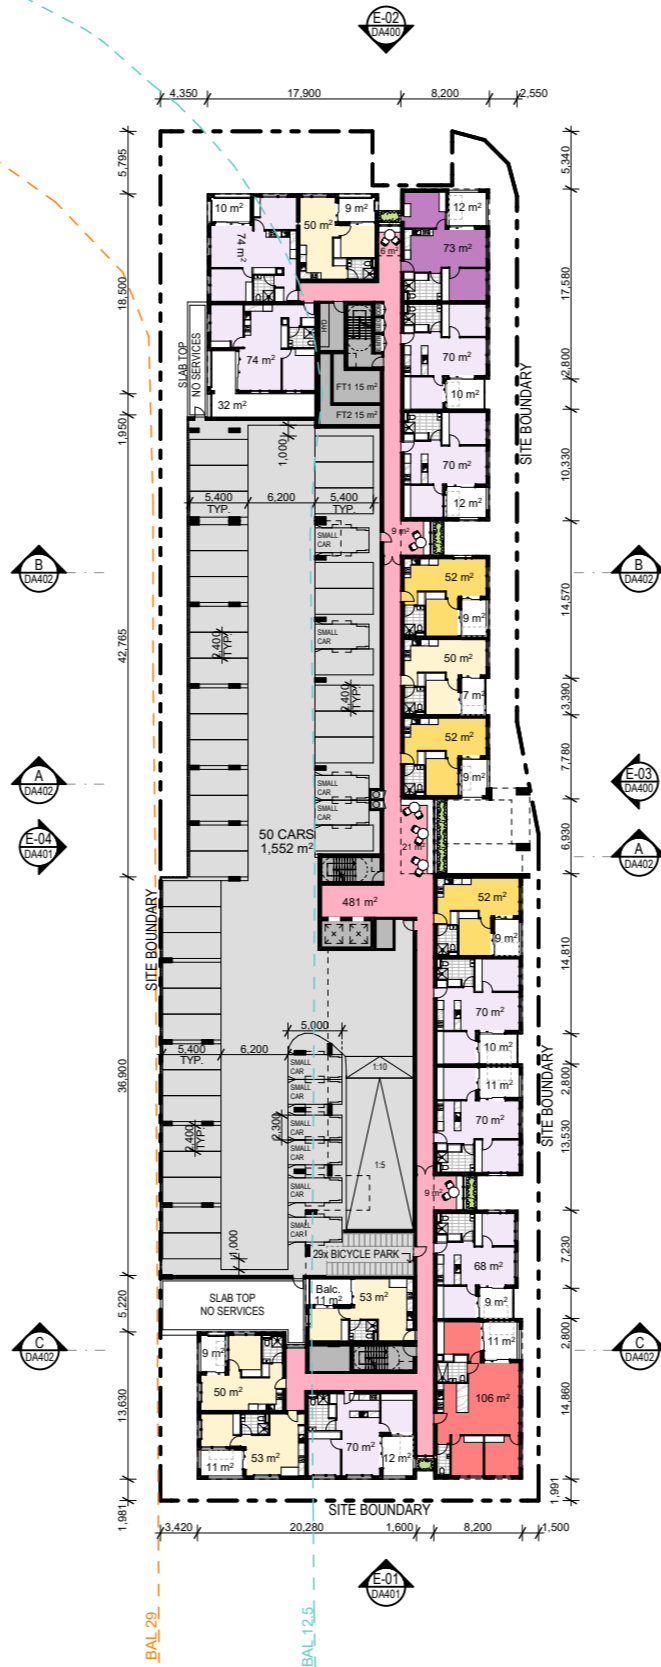 E-02
DA400
4,350
17,900
8,200
2,550
5,795
5,340
10 m²
74 m²
50 m²
9 m²
6 m²
12 m²
73 m²
18,500
17,580
SLAB TOP
NO SERVICES
74 m²
32 m²
FT1 15 m²
FT2 15 m²
70 m²
10 m²
2,800
1,950
1,000
70 m²
12 m²
10,330
SITE BOUNDARY
5,400
TYP.
6,200
5,400
TYP.
SMALL
CAR
9 m²
B
DA402
B
DA402
52 m²
9 m²
14,570
42,765
2,400
TYP.
SMALL
CAR
50 m²
7 m²
2,400
TYP.
3,390
52 m²
9 m²
7,780
A
DA402
E-03
DA400
SMALL
CAR
SMALL
CAR
E-04
DA401
50 CARS
1,552 m²
21 m²
6,930
A
DA402
481 m²
52 m²
9 m²
14,810
SITE BOUNDARY
70 m²
10 m²
5,000
5,400
TYP.
6,200
SMALL
CAR
1:10
SMALL
CAR
11 m²
2,800
36,900
2,400
TYP.
2,300
SMALL
CAR
SMALL
CAR
SMALL
CAR
SMALL
CAR
1:5
70 m²
13,530
SITE BOUNDARY
9 m²
1,000
29x BICYCLE PARK
68 m²
9 m²
7,230
5,220
SLAB TOP
NO SERVICES
Balc.
11 m²
53 m²
2,800
C
DA402
C
DA402
9 m²
50 m²
11 m²
106 m²
13,630
14,860
53 m²
11 m²
70 m²
12 m²
1,981
1,991
SITE BOUNDARY
3,420
20,280
1,600
8,200
1,500
E-01
DA401
BAL 29
BAL 12.5